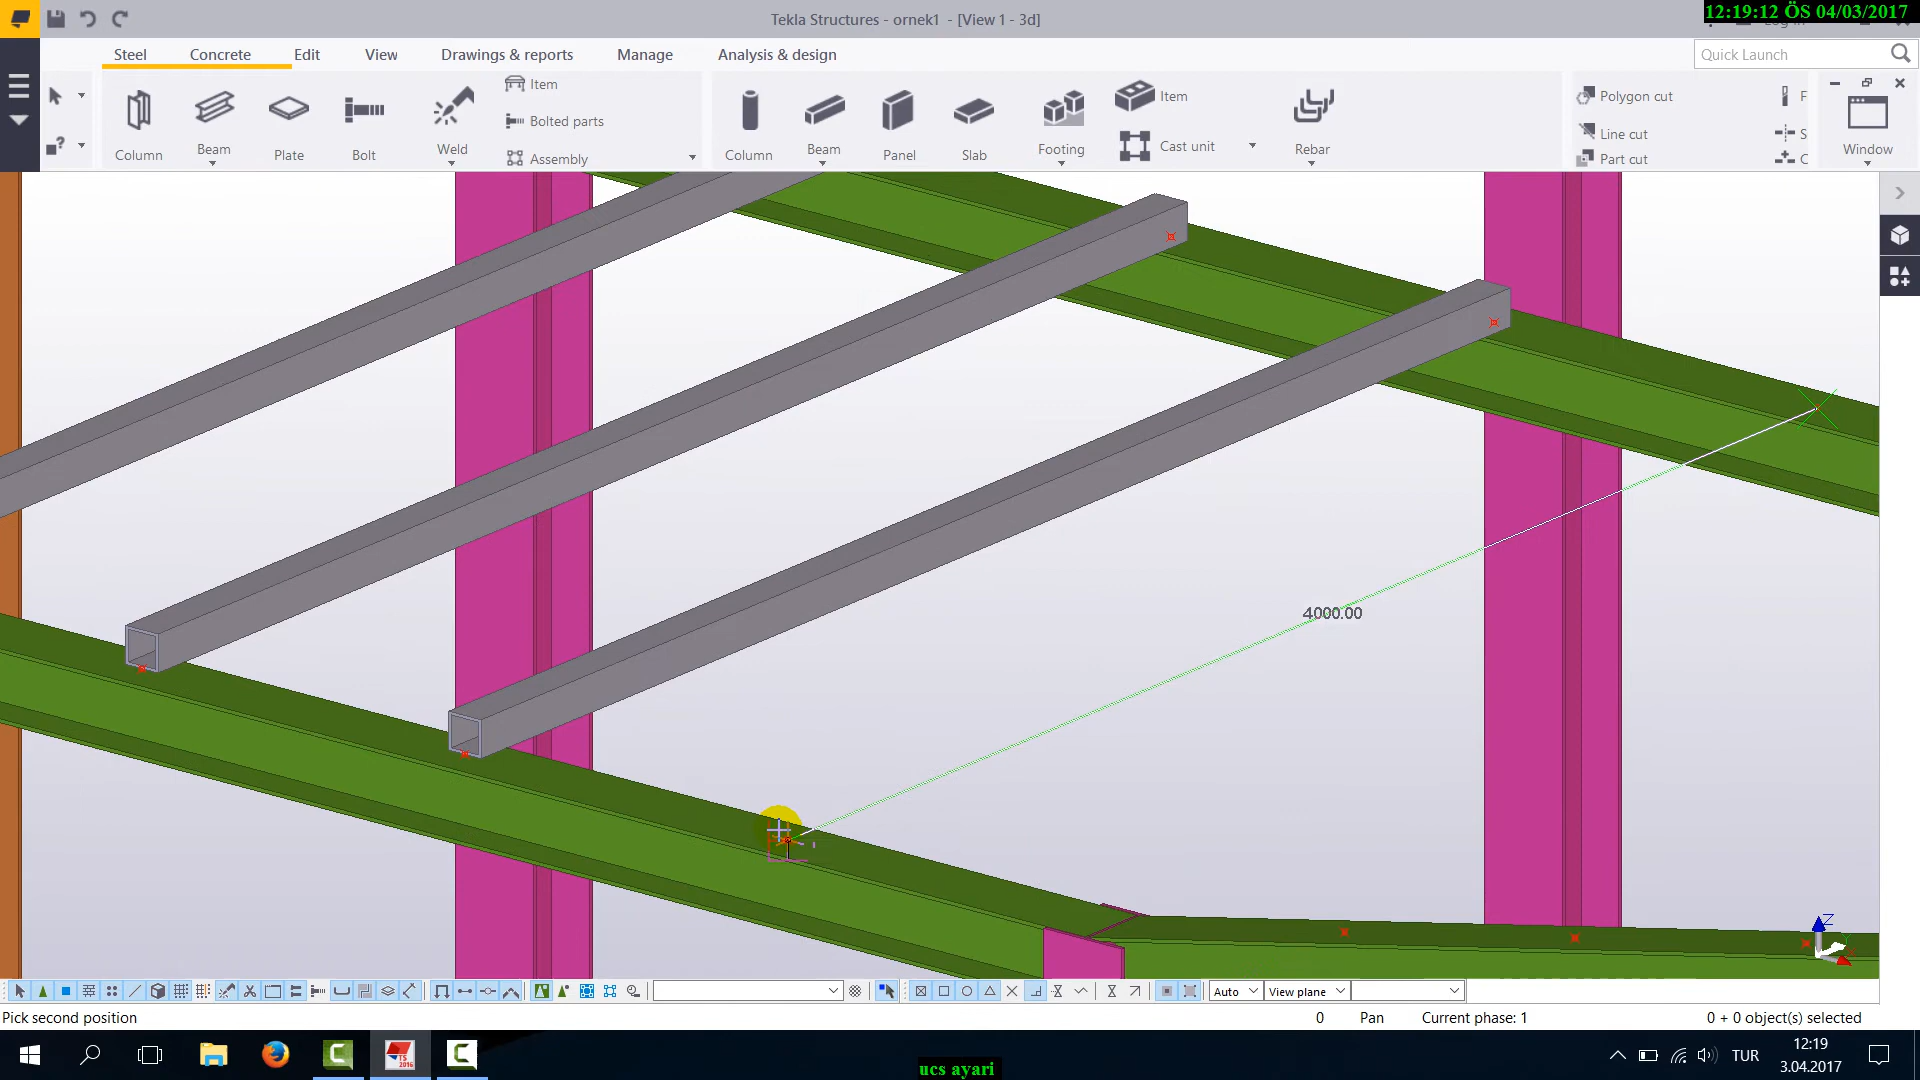 Tekla Structures - ornek1 - [View 1 - 3d]
12:19:12 ÖS 04/03/2017
Steel
Concrete
Edit
View
Drawings & reports
Manage
Analysis & design
Quick Launch
Column
Beam
Plate
Bolt
Weld
Item
Bolted parts
Assembly
Column
Beam
Panel
Slab
Footing
Item
Cast unit
Rebar
Polygon cut
Line cut
Part cut
F
S
C
Window
4000.00
Z
Auto
View plane
Pick second position
0
Pan
Current phase: 1
0 + 0 object(s) selected
TS
2016
TUR
12:19
3.04.2017
ucs ayari